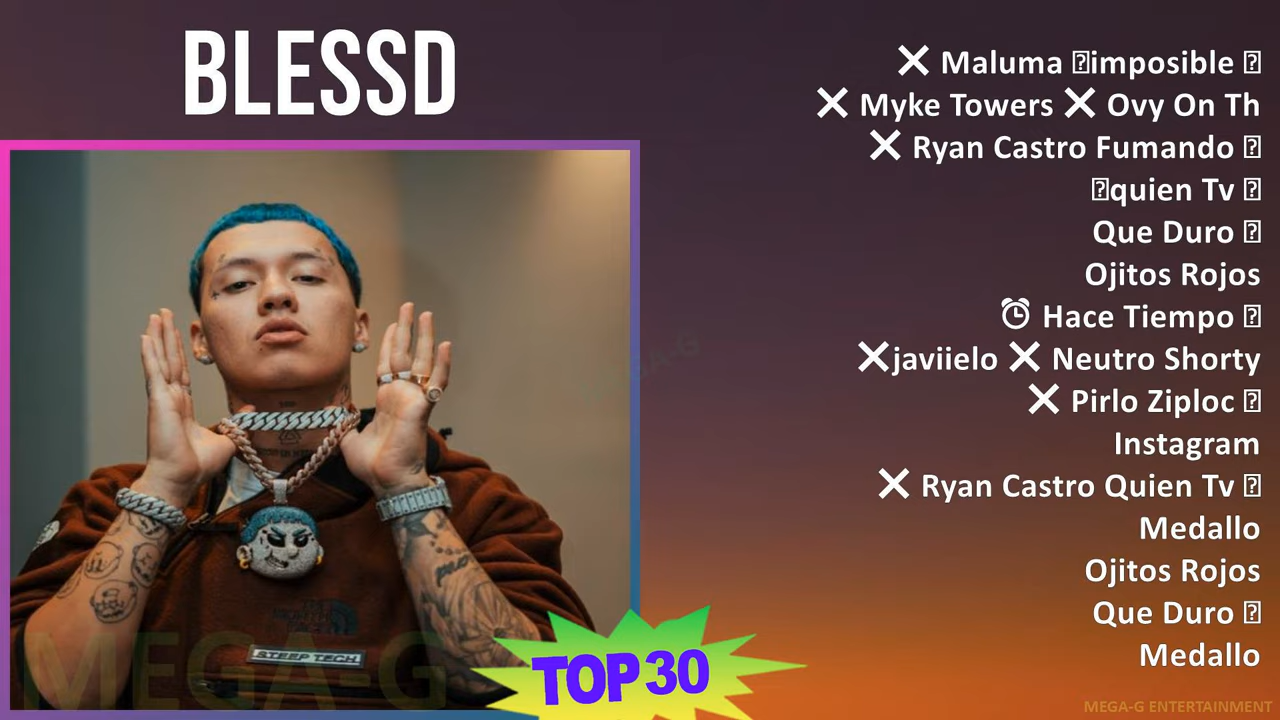 BLESSD
❌ Maluma �imposible �
❌ Myke Towers ❌ Ovy On Th
❌ Ryan Castro Fumando �
�quien Tv �
Que Duro �
Ojitos Rojos
⏰ Hace Tiempo �
❌javiielo ❌ Neutro Shorty
❌ Pirlo Ziploc �
Instagram
❌ Ryan Castro Quien Tv �
Medallo
Ojitos Rojos
Que Duro �
Medallo
STEEP TECH
MEGA-G
TOP 30
MEGA-G ENTERTAINMENT